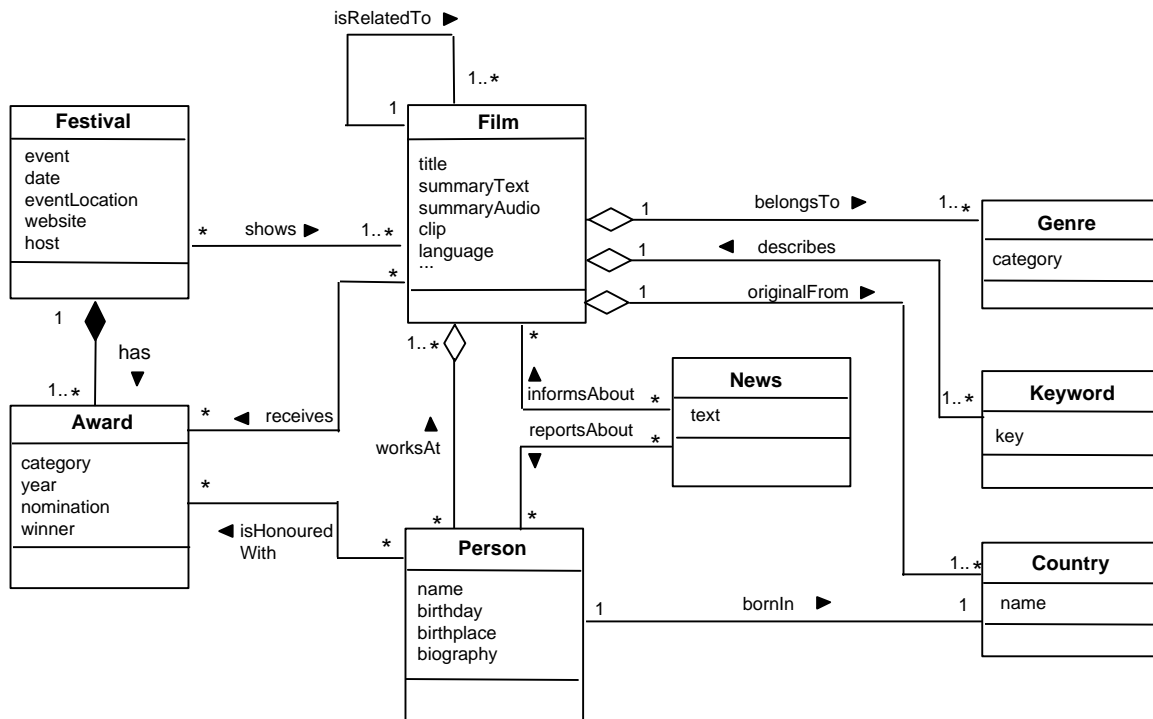 isRelatedTo ►
1..*
1
Festival
event
date
eventLocation
website
host
Film
title
summaryText
summaryAudio
clip
language
...
* shows ► 1..*
1 belongsTo ► 1..*
Genre
category
1 ◄ describes
1 originalFrom ►
1
has
▼
1..*
*
1..* *
▲
informsAbout *
News
text
1..*
Keyword
key
Award
category
year
nomination
winner
* ◄ receives
▲
worksAt
reportsAbout *
▼
*
◄ isHonoured
With
*
* *
Person
name
birthday
birthplace
biography
1 bornIn ► 1
1..*
Country
name